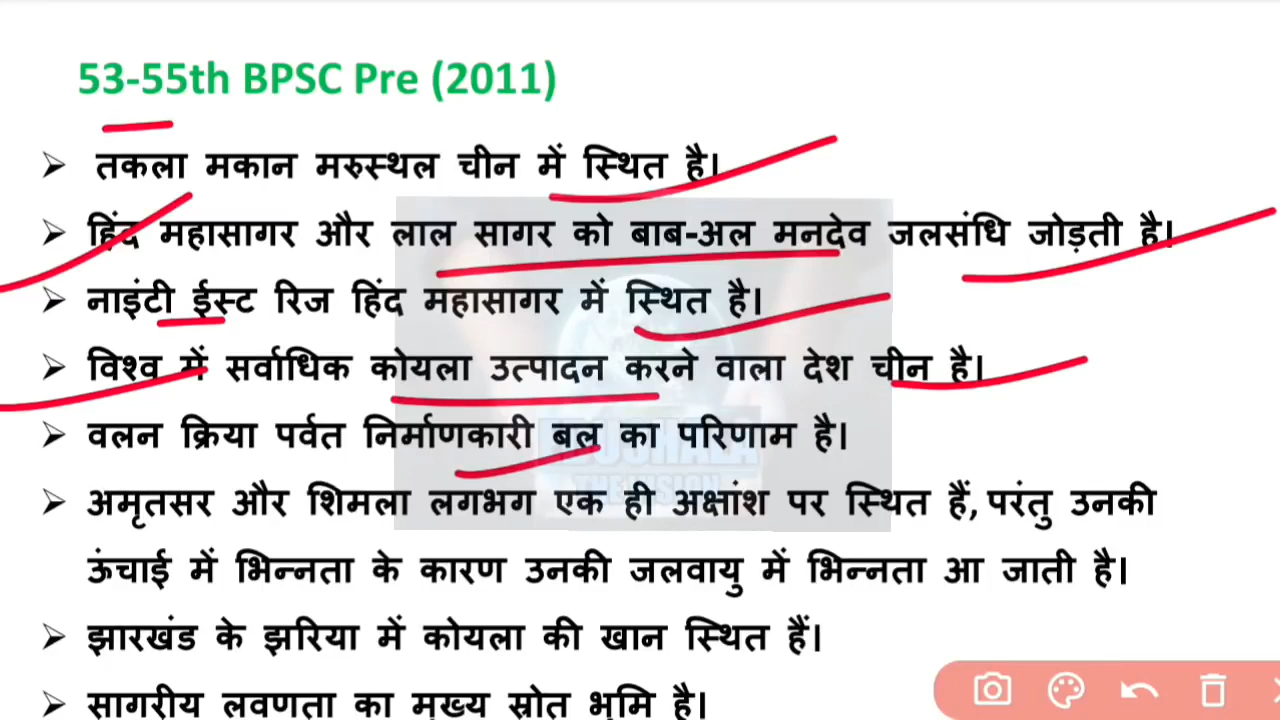 53-55th BPSC Pre (2011)
तकला मकान मरुस्थल चीन में स्थित है।
हिंद महासागर और लाल सागर को बाब-अल मनदेव जलसंधि जोड़ती है।
नाइंटी ईस्ट रिज हिंद महासागर में स्थित है।
विश्व में सर्वाधिक कोयला उत्पादन करने वाला देश चीन है।
वलन क्रिया पर्वत निर्माणकारी बल का परिणाम है।
अमृतसर और शिमला लगभग एक ही अक्षांश पर स्थित हैं, परंतु उनकी
ऊंचाई में भिन्नता के कारण उनकी जलवायु में भिन्नता आ जाती है।
झारखंड के झरिया में कोयला की खान स्थित हैं।
सागरीय लवणता का मुख्य स्रोत भूमि है।